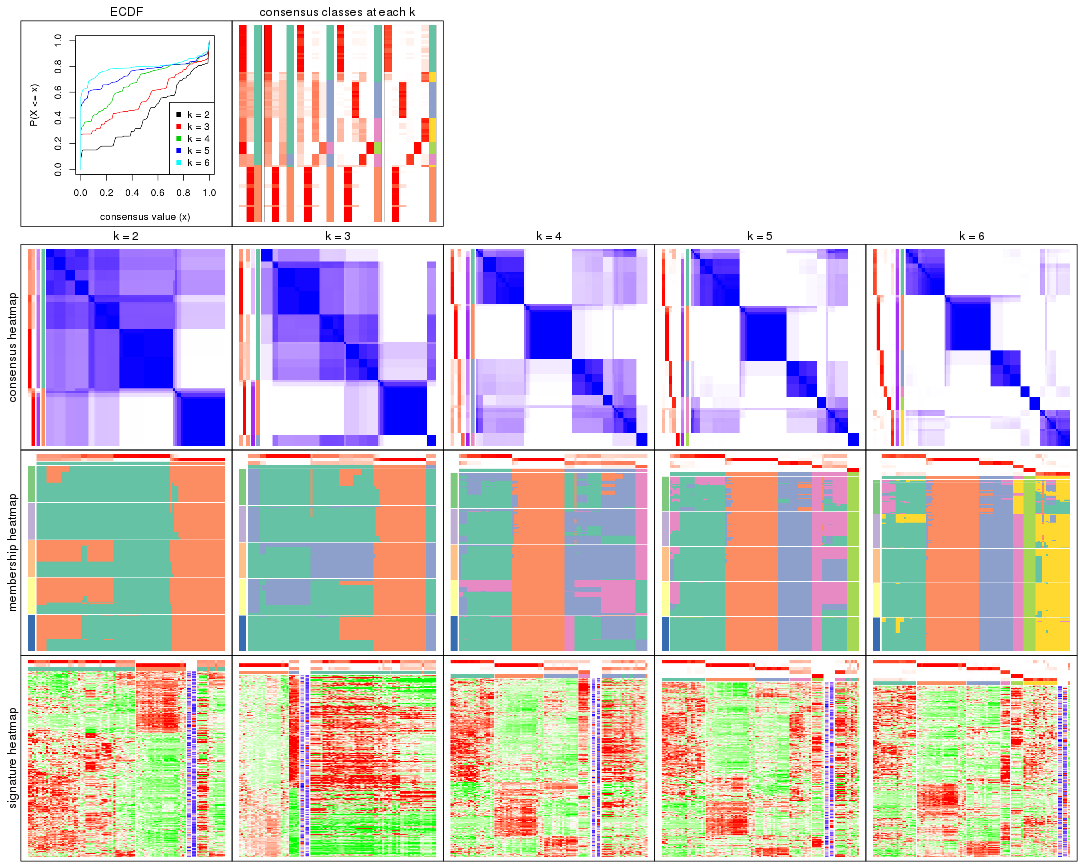 ECDF
consensus classes at each k
P(X <= x)
0.0 0.2 0.4 0.6 0.8 1.0
k = 2
k = 3
k = 4
k = 5
k = 6
0.0 0.2 0.4 0.6 0.8 1.0
consensus value (x)
k = 2
k = 3
k = 4
k = 5
k = 6
consensus heatmap
membership heatmap
signature heatmap